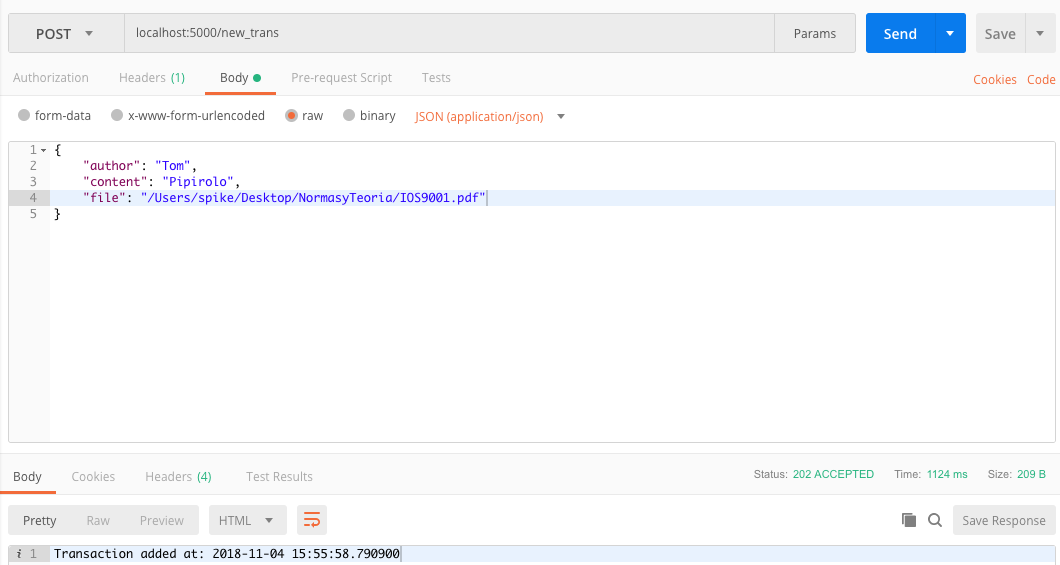 POST localhost:5000/new_trans Params Send Save
Authorization Headers (1) Body Pre-request Script Tests Cookies Code
form-data x-www-form-urlencoded raw binary JSON (application/json)
1 {
2 "author": "Tom",
3 "content": "Pipirolo",
4 "file": "/Users/spike/Desktop/NormasyTeoria/IOS9001.pdf"
5 }
Body Cookies Headers (4) Test Results Status: 202 ACCEPTED Time: 1124 ms Size: 209 B
Pretty Raw Preview HTML Save Response
i 1 Transaction added at: 2018-11-04 15:55:58.790900